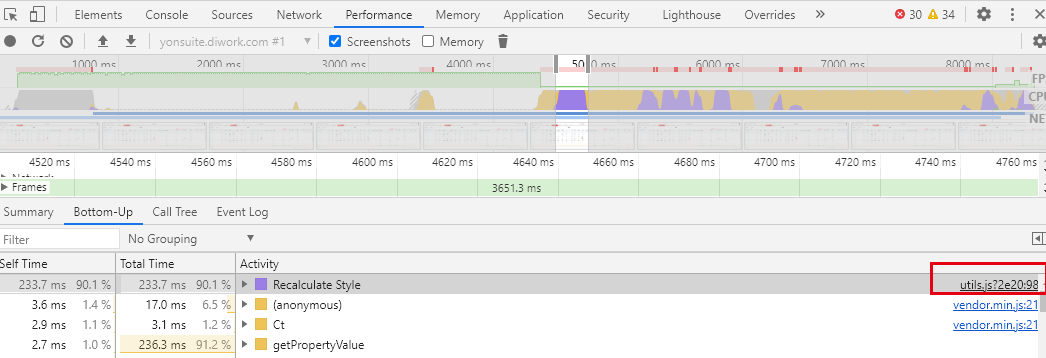 Elements Console Sources Network Performance Memory Application Security Lighthouse Overrides » 30 34
yonsuite.diwork.com #1 Screenshots Memory
1000 ms 2000 ms 3000 ms 4000 ms 50 6000 ms 7000 ms 8000 ms
FP
CPU
NE
4520 ms 4540 ms 4560 ms 4580 ms 4600 ms 4620 ms 4640 ms 4660 ms 4680 ms 4700 ms 4720 ms 4740 ms 4760 ms
Network
Frames 3651.3 ms
Summary Bottom-Up Call Tree Event Log
Filter No Grouping
Self Time Total Time Activity
233.7 ms 90.1 % 233.7 ms 90.1 % Recalculate Style utils.js?2e20:98
3.6 ms 1.4 % 17.0 ms 6.5 % (anonymous) vendor.min.js:21
2.9 ms 1.1 % 3.1 ms 1.2 % Ct vendor.min.js:21
2.7 ms 1.0 % 236.3 ms 91.2 % getPropertyValue